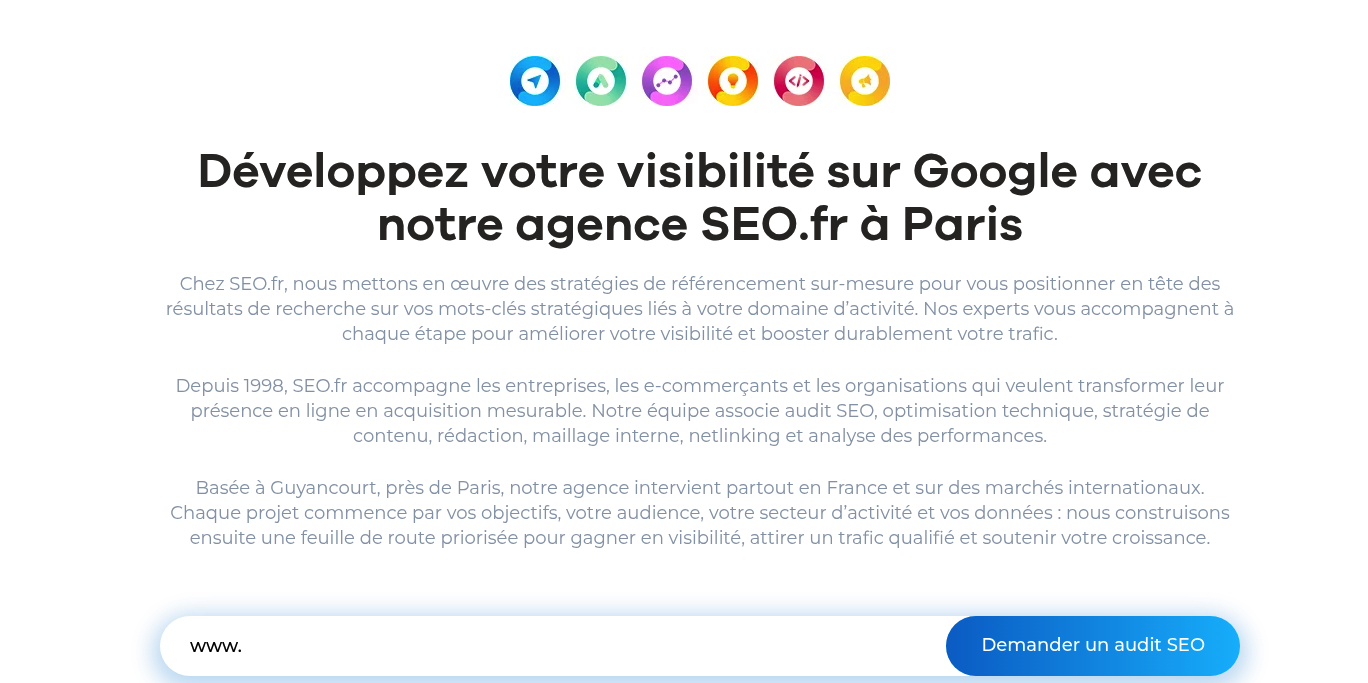 Développez votre visibilité sur Google avec
notre agence SEO.fr à Paris
Chez SEO.fr, nous mettons en œuvre des stratégies de référencement sur-mesure pour vous positionner en tête des
résultats de recherche sur vos mots-clés stratégiques liés à votre domaine d’activité. Nos experts vous accompagnent à
chaque étape pour améliorer votre visibilité et booster durablement votre trafic.
Depuis 1998, SEO.fr accompagne les entreprises, les e-commerçants et les organisations qui veulent transformer leur
présence en ligne en acquisition mesurable. Notre équipe associe audit SEO, optimisation technique, stratégie de
contenu, rédaction, maillage interne, netlinking et analyse des performances.
Basée à Guyancourt, près de Paris, notre agence intervient partout en France et sur des marchés internationaux.
Chaque projet commence par vos objectifs, votre audience, votre secteur d’activité et vos données : nous construisons
ensuite une feuille de route priorisée pour gagner en visibilité, attirer un trafic qualifié et soutenir votre croissance.
www.
Demander un audit SEO